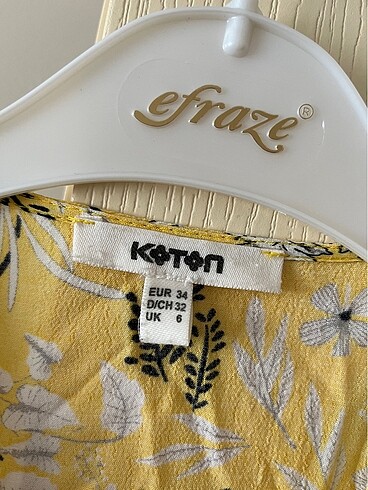 efraze®
KOTON
EUR 34
D/CH 32
UK 6